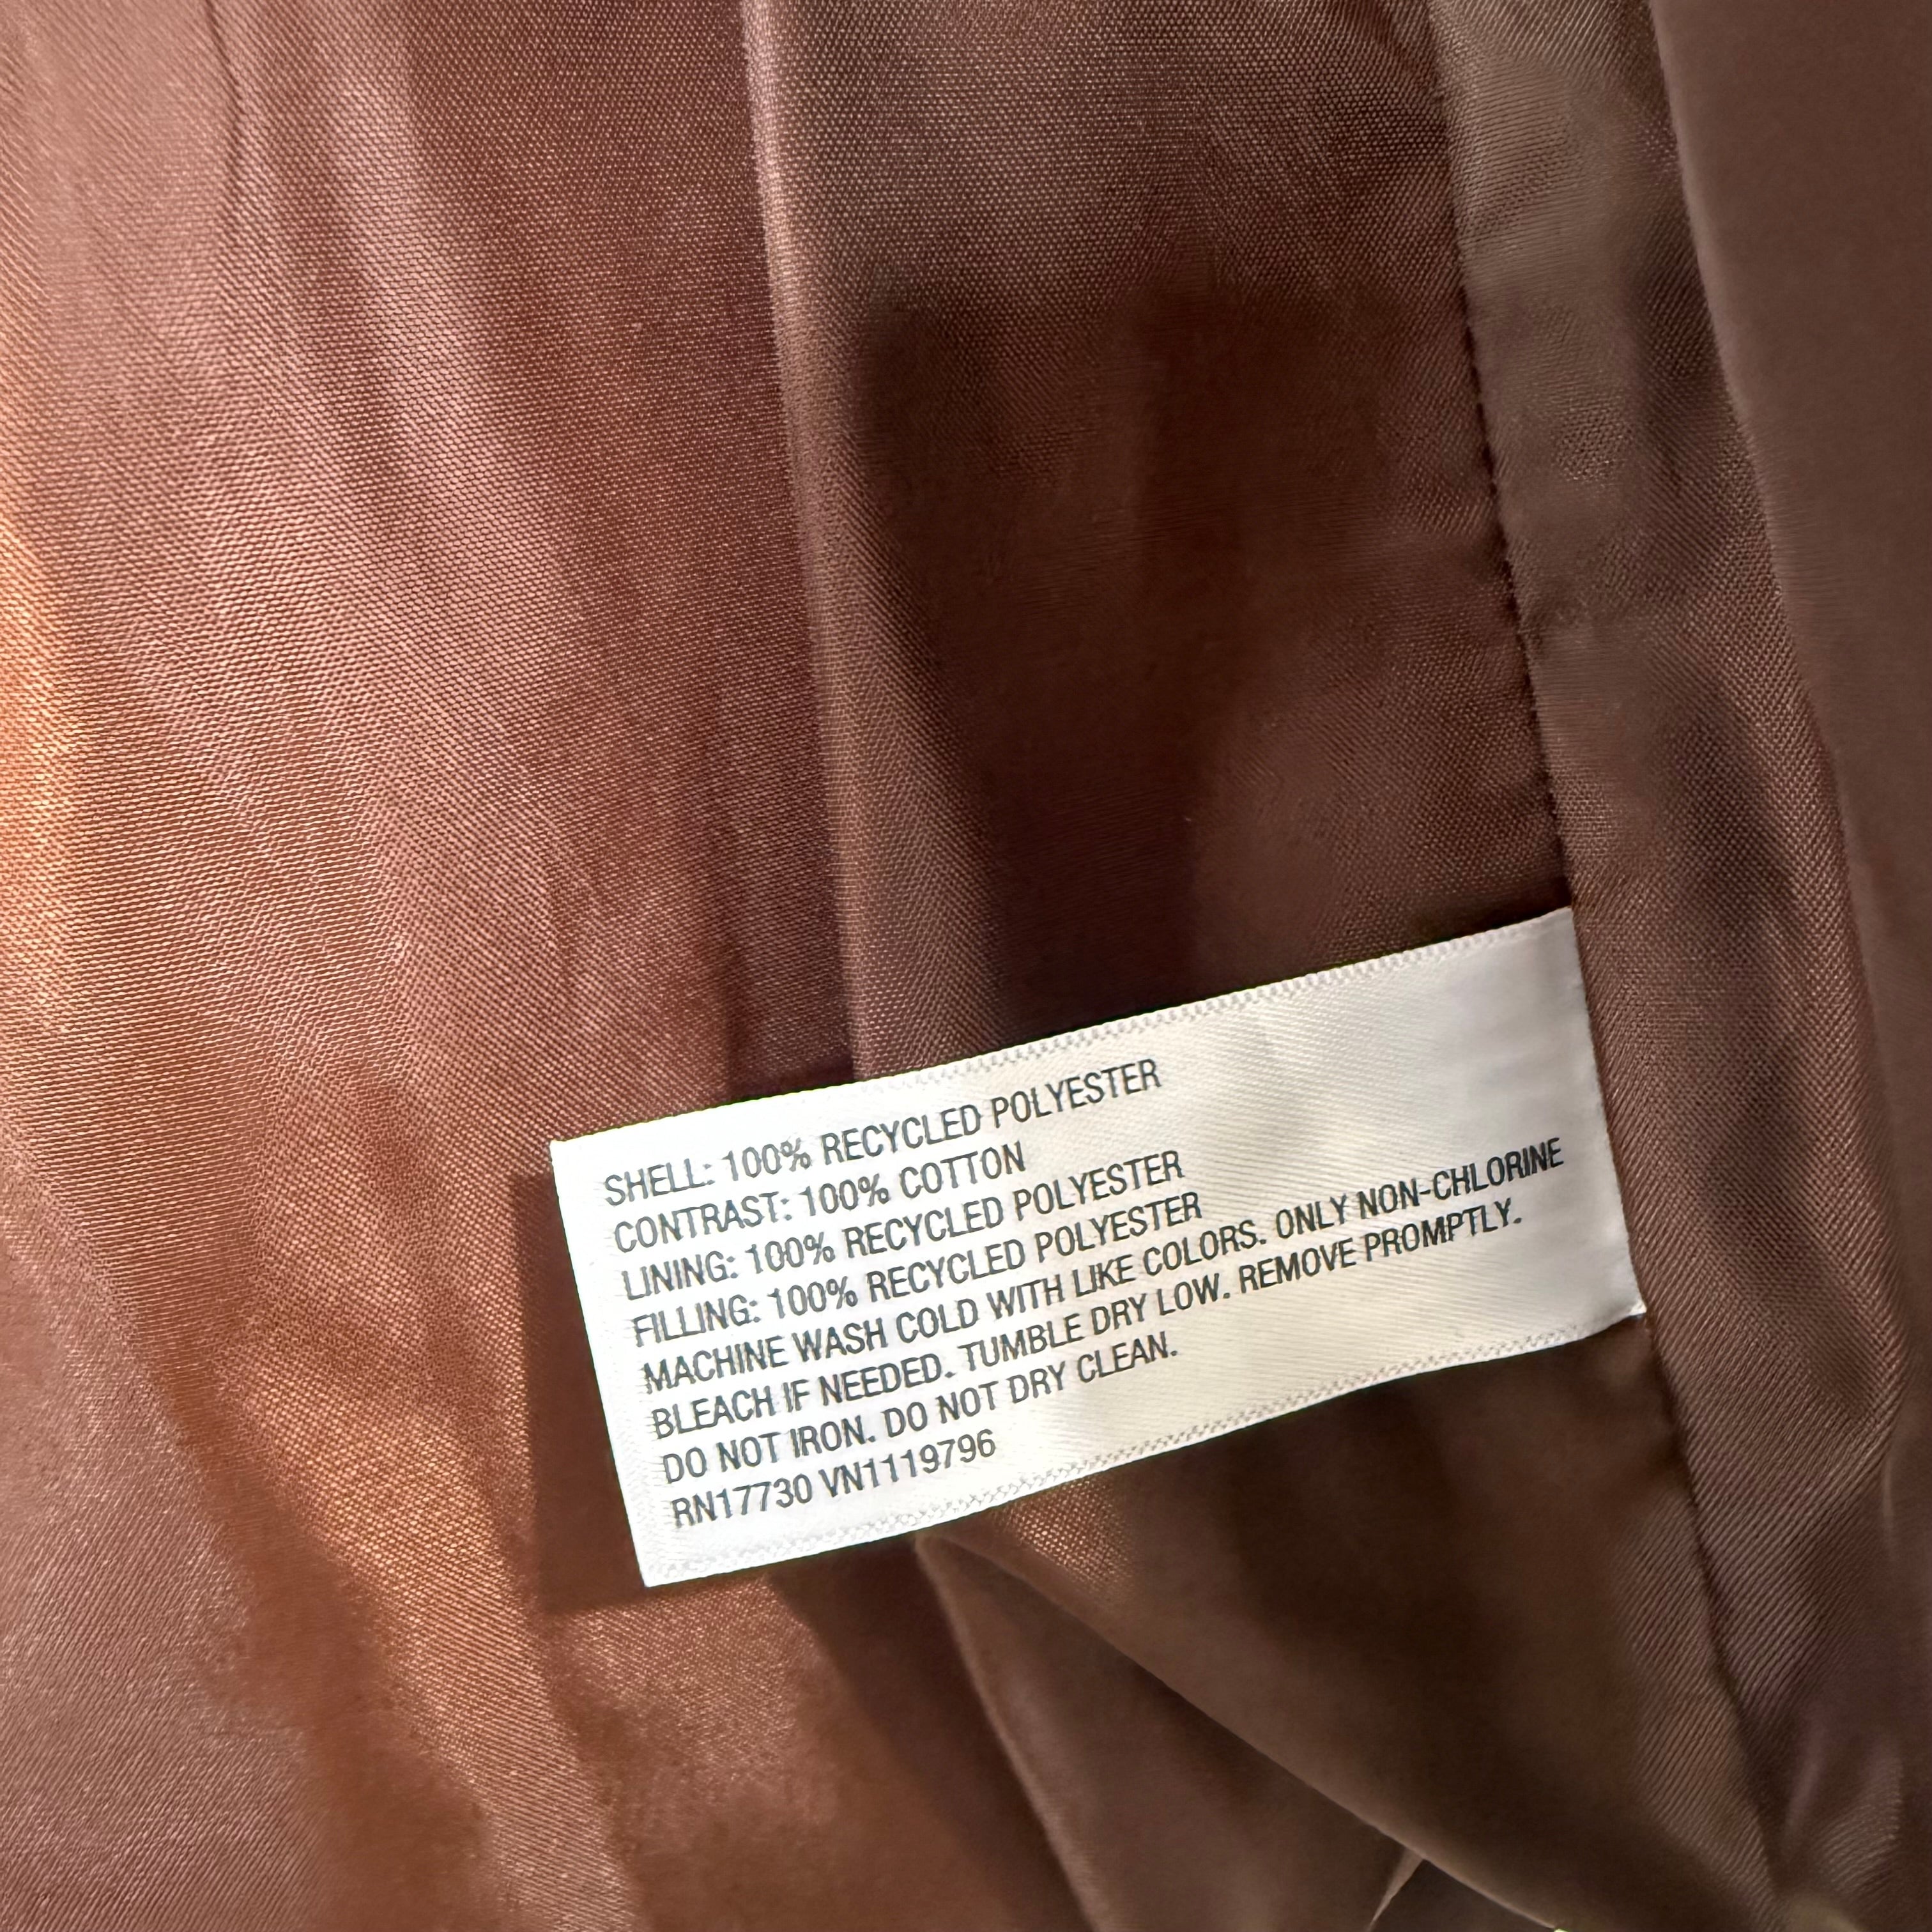 SHELL: 100% RECYCLED POLYESTER
CONTRAST: 100% COTTON
LINING: 100% RECYCLED POLYESTER
FILLING: 100% RECYCLED POLYESTER
MACHINE WASH COLD WITH LIKE COLORS. ONLY NON-CHLORINE
BLEACH IF NEEDED. TUMBLE DRY LOW. REMOVE PROMPTLY.
DO NOT IRON. DO NOT DRY CLEAN.
RN17730 VN1119796